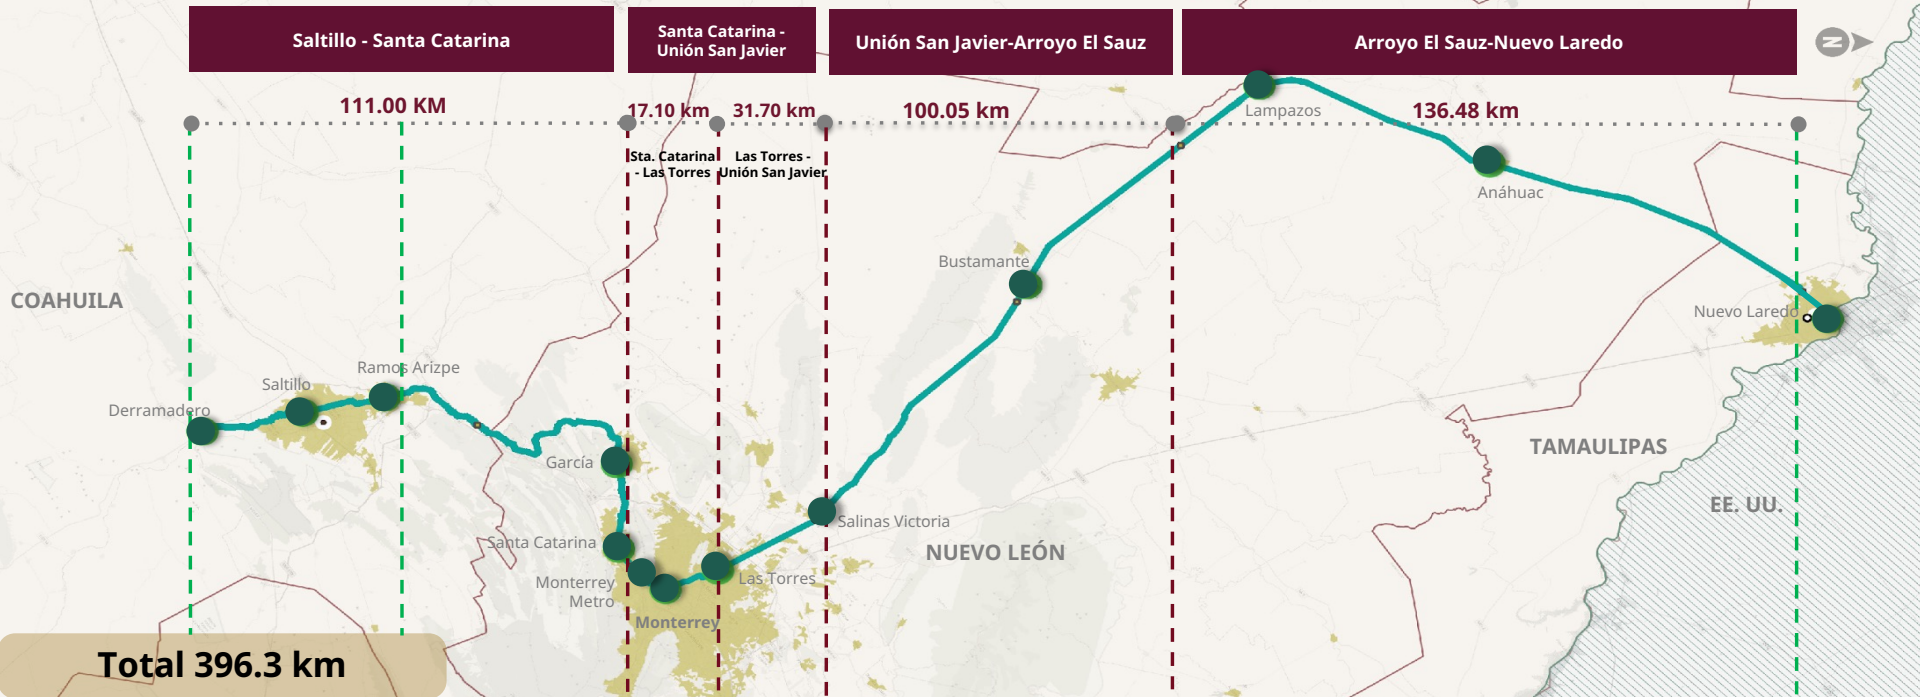 Saltillo - Santa Catarina
Santa Catarina -
Unión San Javier
Unión San Javier-Arroyo El Sauz
Arroyo El Sauz-Nuevo Laredo
N
111.00 KM
17.10 km
31.70 km
100.05 km
136.48 km
Sta. Catarina
- Las Torres
Las Torres -
Unión San Javier
Lampazos
Anáhuac
Bustamante
COAHUILA
Nuevo Laredo
Ramos Arizpe
Saltillo
Derramadero
García
TAMAULIPAS
EE. UU.
Salinas Victoria
Santa Catarina
NUEVO LEÓN
Monterrey
Metro
Las Torres
Monterrey
Total 396.3 km